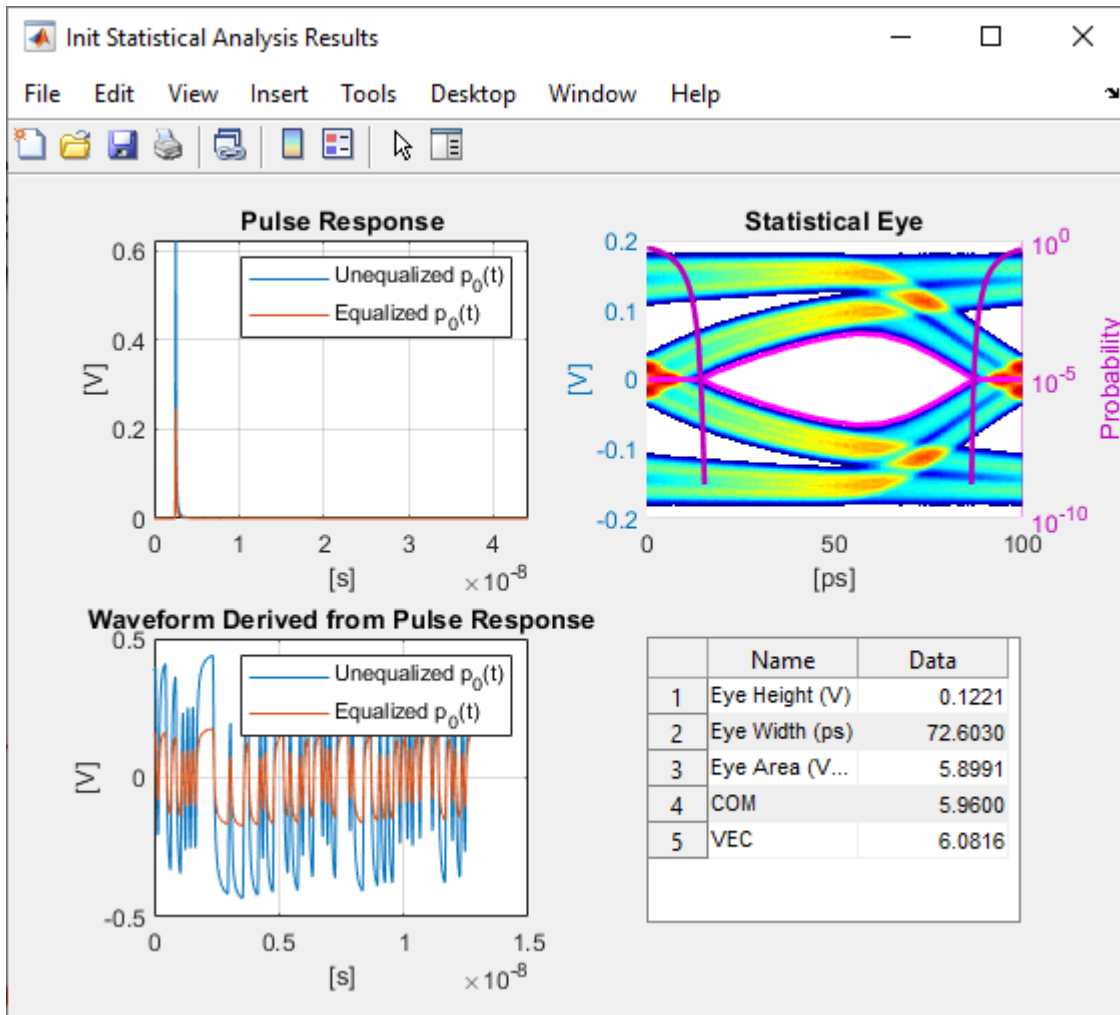 Init Statistical Analysis Results
File Edit View Insert Tools Desktop Window Help
Pulse Response
0.6
0.4
0.2
0
[V]
Unequalized p0(t)
Equalized p0(t)
0 1 2 3 4
[s] ×10-8
Statistical Eye
0.2
0.1
0
-0.1
-0.2
[V]
100
10-5
10-10
Probability
0 50 100
[ps]
Waveform Derived from Pulse Response
0.5
0
-0.5
[V]
Unequalized p0(t)
Equalized p0(t)
0 0.5 1 1.5
[s] ×10-8
Name Data
1 Eye Height (V) 0.1221
2 Eye Width (ps) 72.6030
3 Eye Area (V... 5.8991
4 COM 5.9600
5 VEC 6.0816